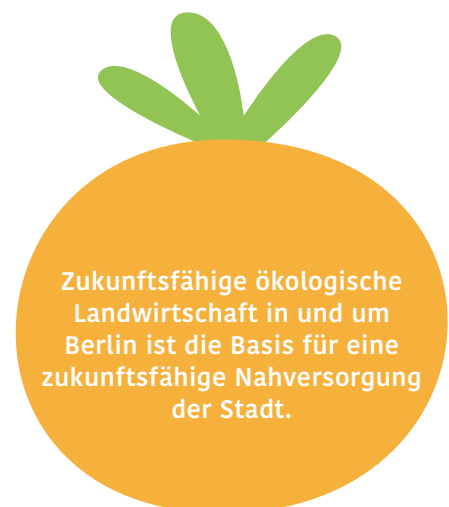 Zukunftsfähige ökologische
Landwirtschaft in und um
Berlin ist die Basis für eine
zukunftsfähige Nahversorgung
der Stadt.